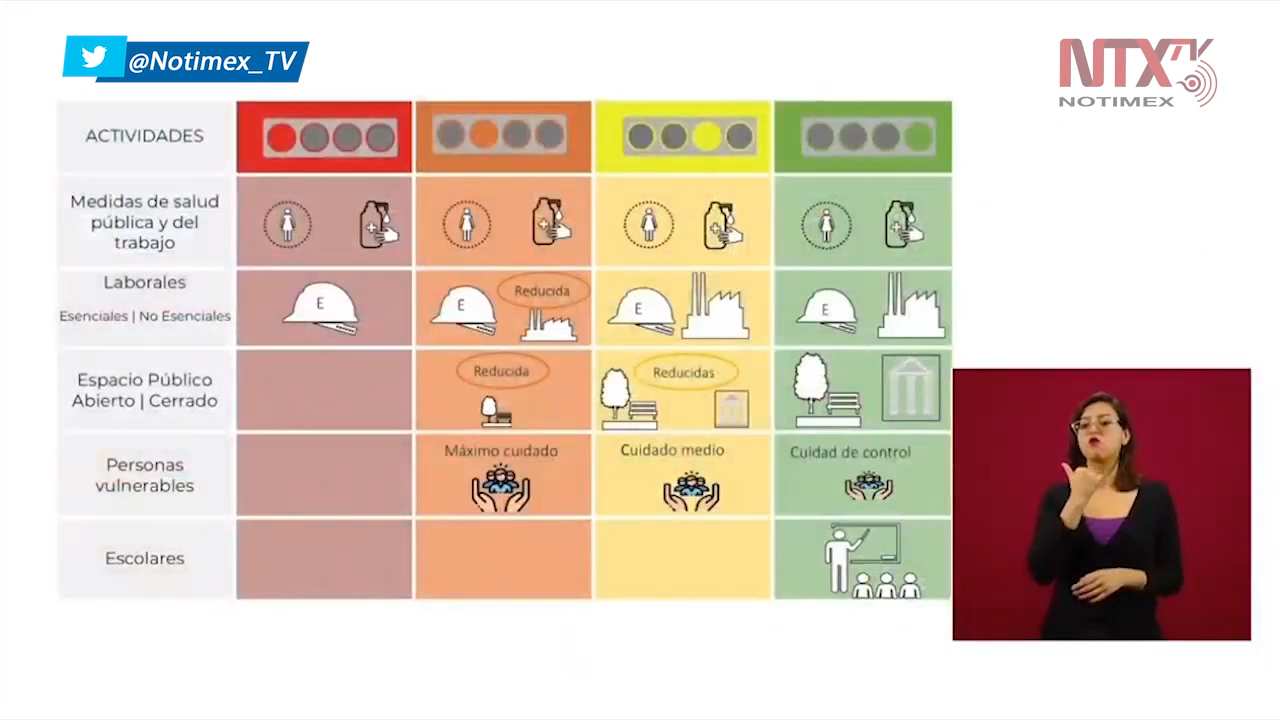 @Notimex_TV
NTX TV
NOTIMEX
ACTIVIDADES
Medidas de salud
pública y del
trabajo
Laborales
Esenciales | No Esenciales
E
E
Reducida
E
E
Espacio Público
Abierto | Cerrado
Reducida
Reducidas
Personas
vulnerables
Máximo cuidado
Cuidado medio
Cuidad de control
Escolares